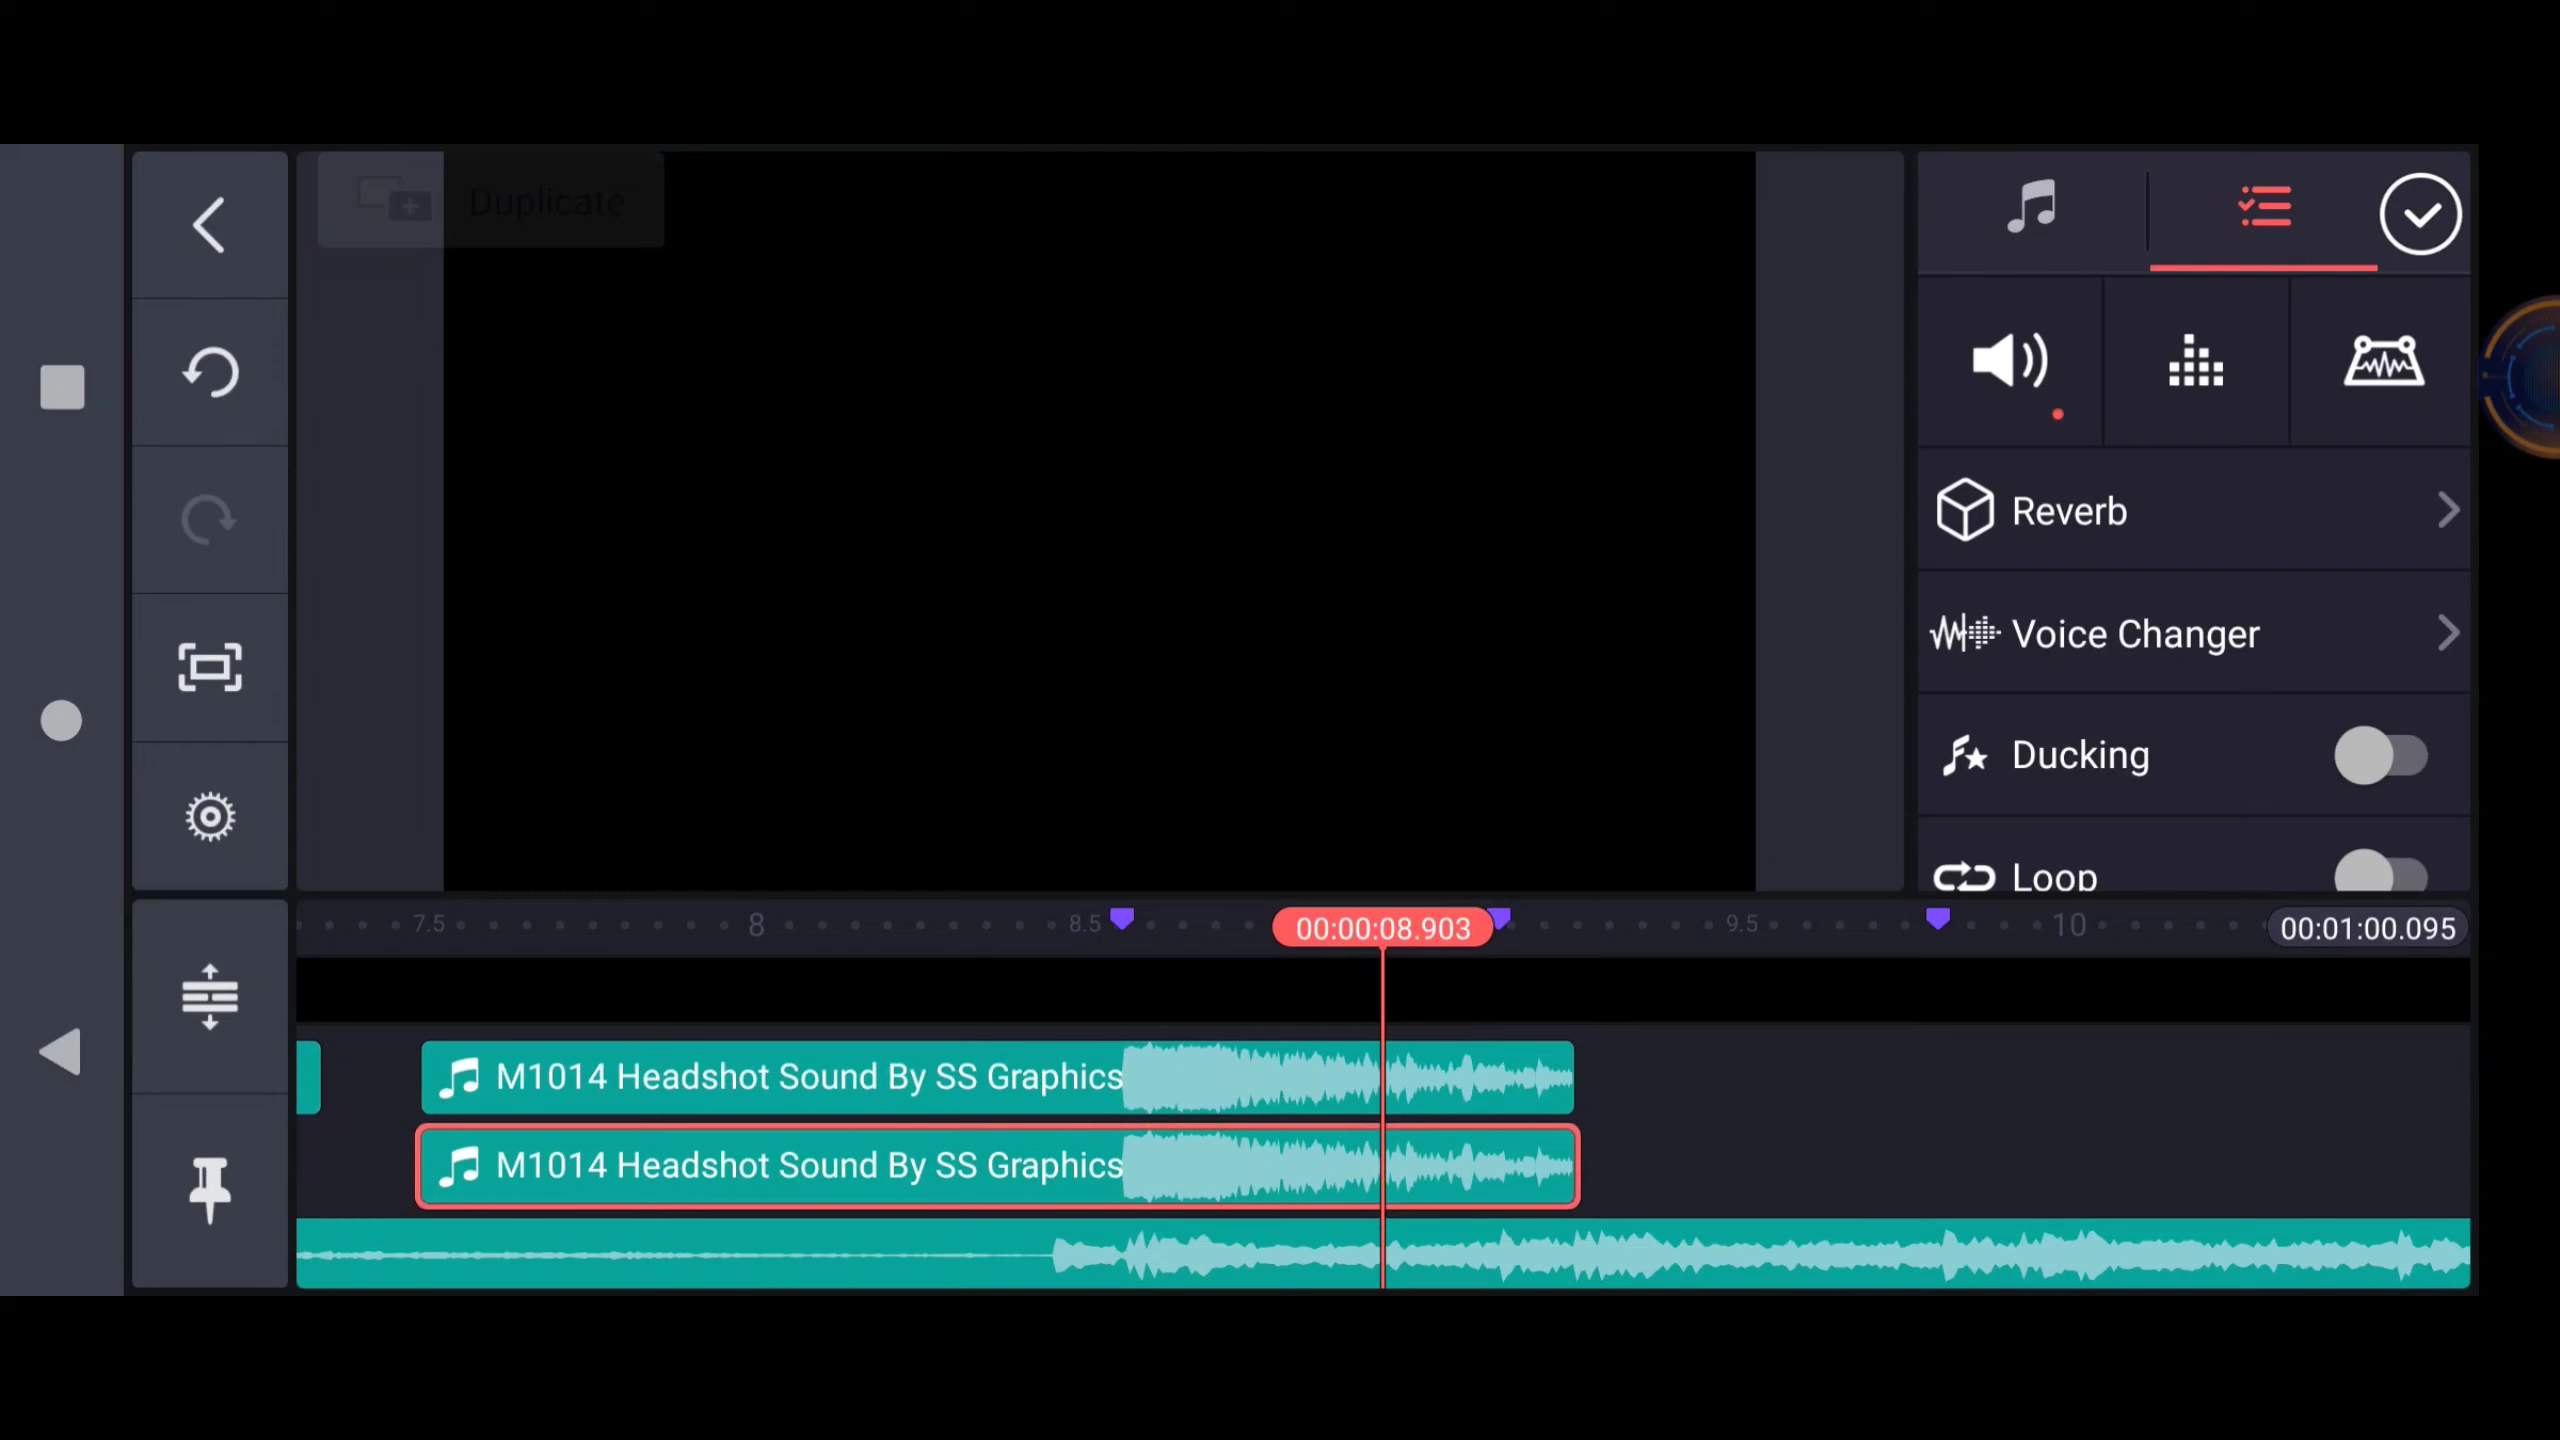 Duplicate
Reverb
Voice Changer
Ducking
Loop
7.5
8
8.5
00:00:08.903
9.5
10
00:01:00.095
M1014 Headshot Sound By SS Graphics
M1014 Headshot Sound By SS Graphics